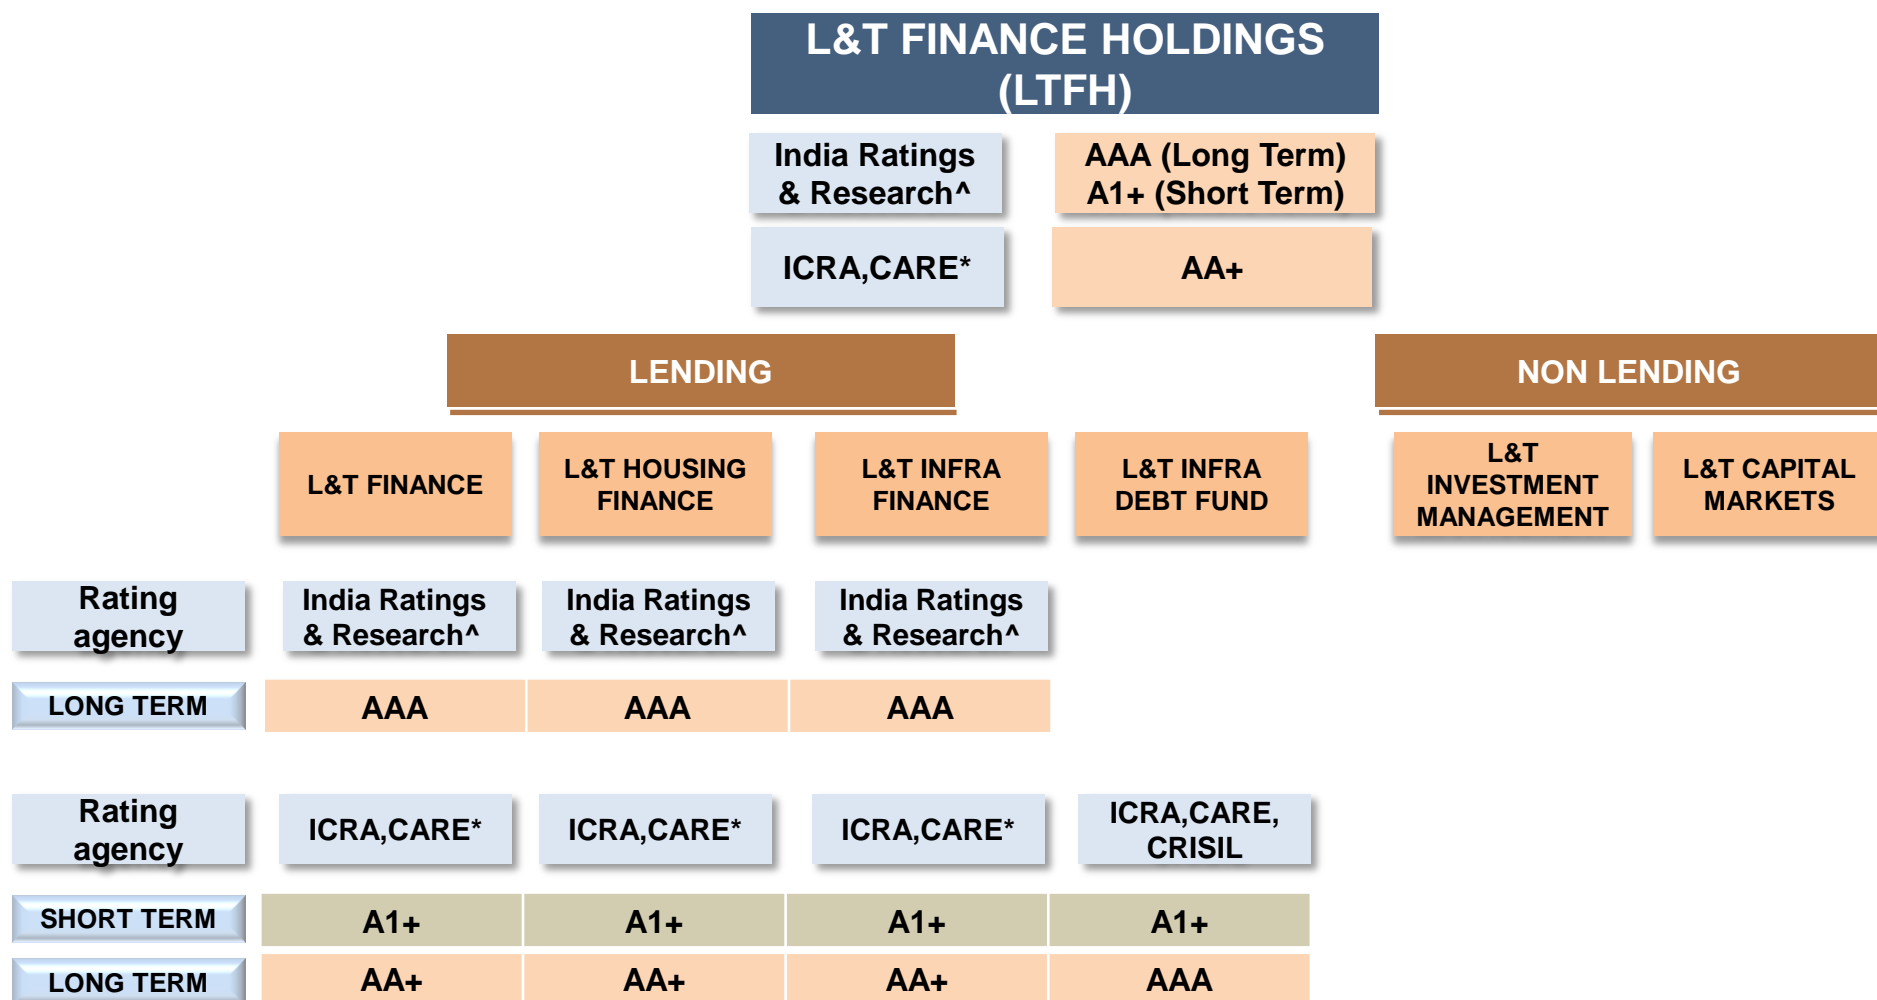 L&T FINANCE HOLDINGS
(LTFH)
India Ratings
& Research^
AAA (Long Term)
A1+ (Short Term)
ICRA,CARE*
AA+
LENDING
NON LENDING
L&T FINANCE
L&T HOUSING
FINANCE
L&T INFRA
FINANCE
L&T INFRA
DEBT FUND
L&T
INVESTMENT
MANAGEMENT
L&T CAPITAL
MARKETS
Rating
agency
India Ratings
& Research^
India Ratings
& Research^
India Ratings
& Research^
LONG TERM
AAA
AAA
AAA
Rating
agency
ICRA,CARE*
ICRA,CARE*
ICRA,CARE*
ICRA,CARE,
CRISIL
SHORT TERM
A1+
A1+
A1+
A1+
LONG TERM
AA+
AA+
AA+
AAA